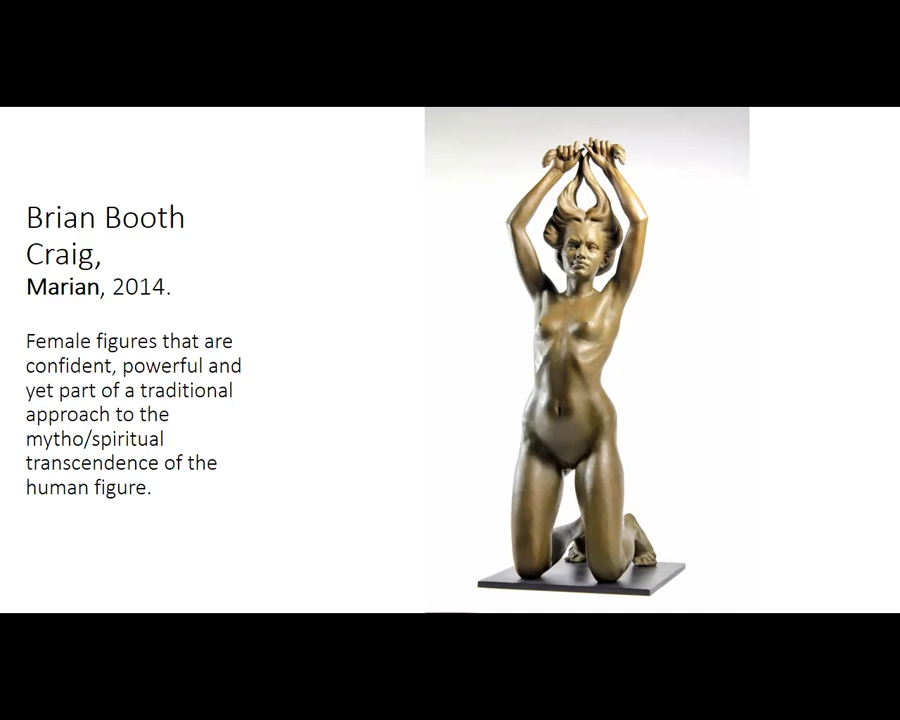 Brian Booth
Craig,
Marian, 2014.
Female figures that are
confident, powerful and
yet part of a traditional
approach to the
mytho/spiritual
transcendence of the
human figure.